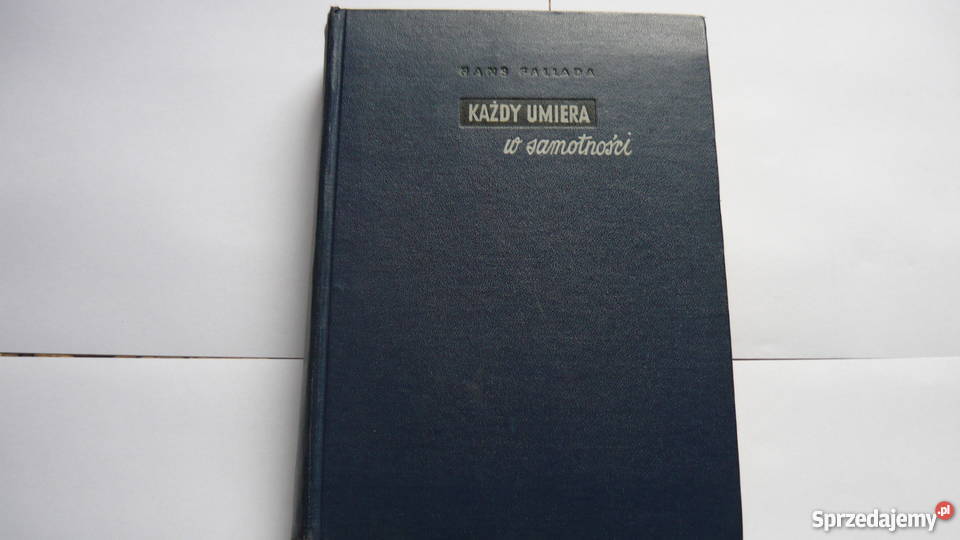 HANS FALLADA
KAŻDY UMIERA
w samotności
Sprzedajemy.pl